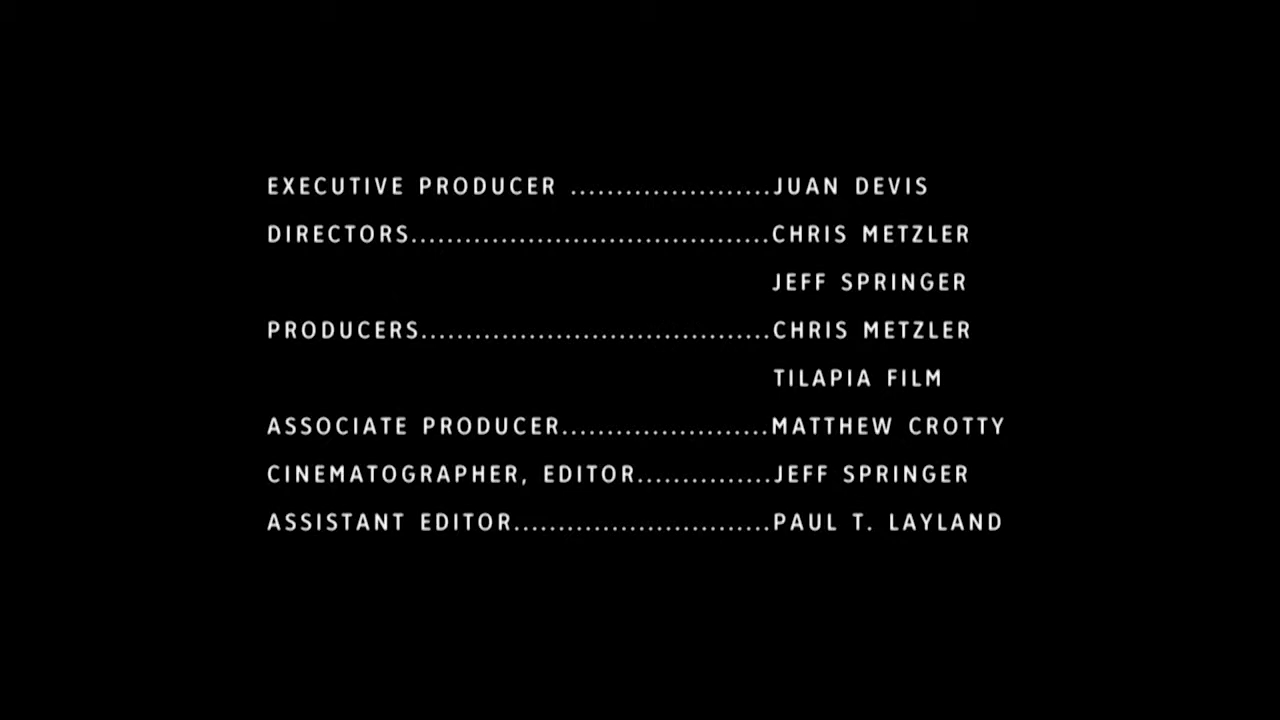 EXECUTIVE PRODUCER ......................JUAN DEVIS
DIRECTORS.......................................CHRIS METZLER
JEFF SPRINGER
PRODUCERS......................................CHRIS METZLER
TILAPIA FILM
ASSOCIATE PRODUCER.......................MATTHEW CROTTY
CINEMATOGRAPHER, EDITOR...............JEFF SPRINGER
ASSISTANT EDITOR............................PAUL T. LAYLAND